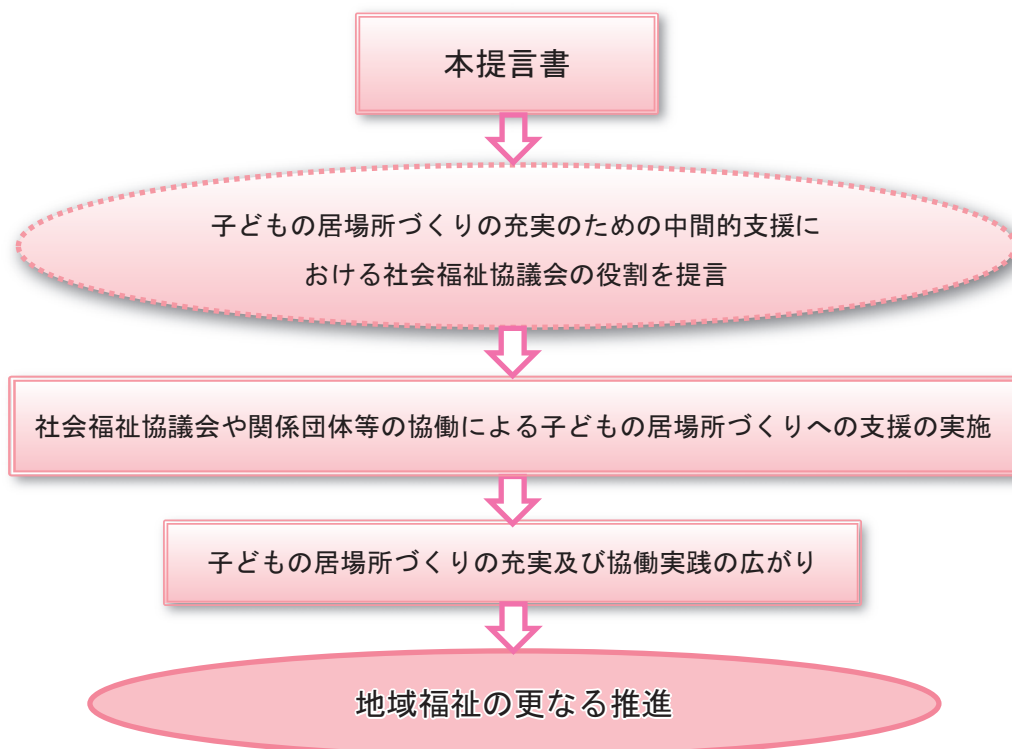 本提言書
子どもの居場所づくりの充実のための中間的支援に
おける社会福祉協議会の役割を提言
社会福祉協議会や関係団体等の協働による子どもの居場所づくりへの支援の実施
子どもの居場所づくりの充実及び協働実践の広がり
地域福祉の更なる推進